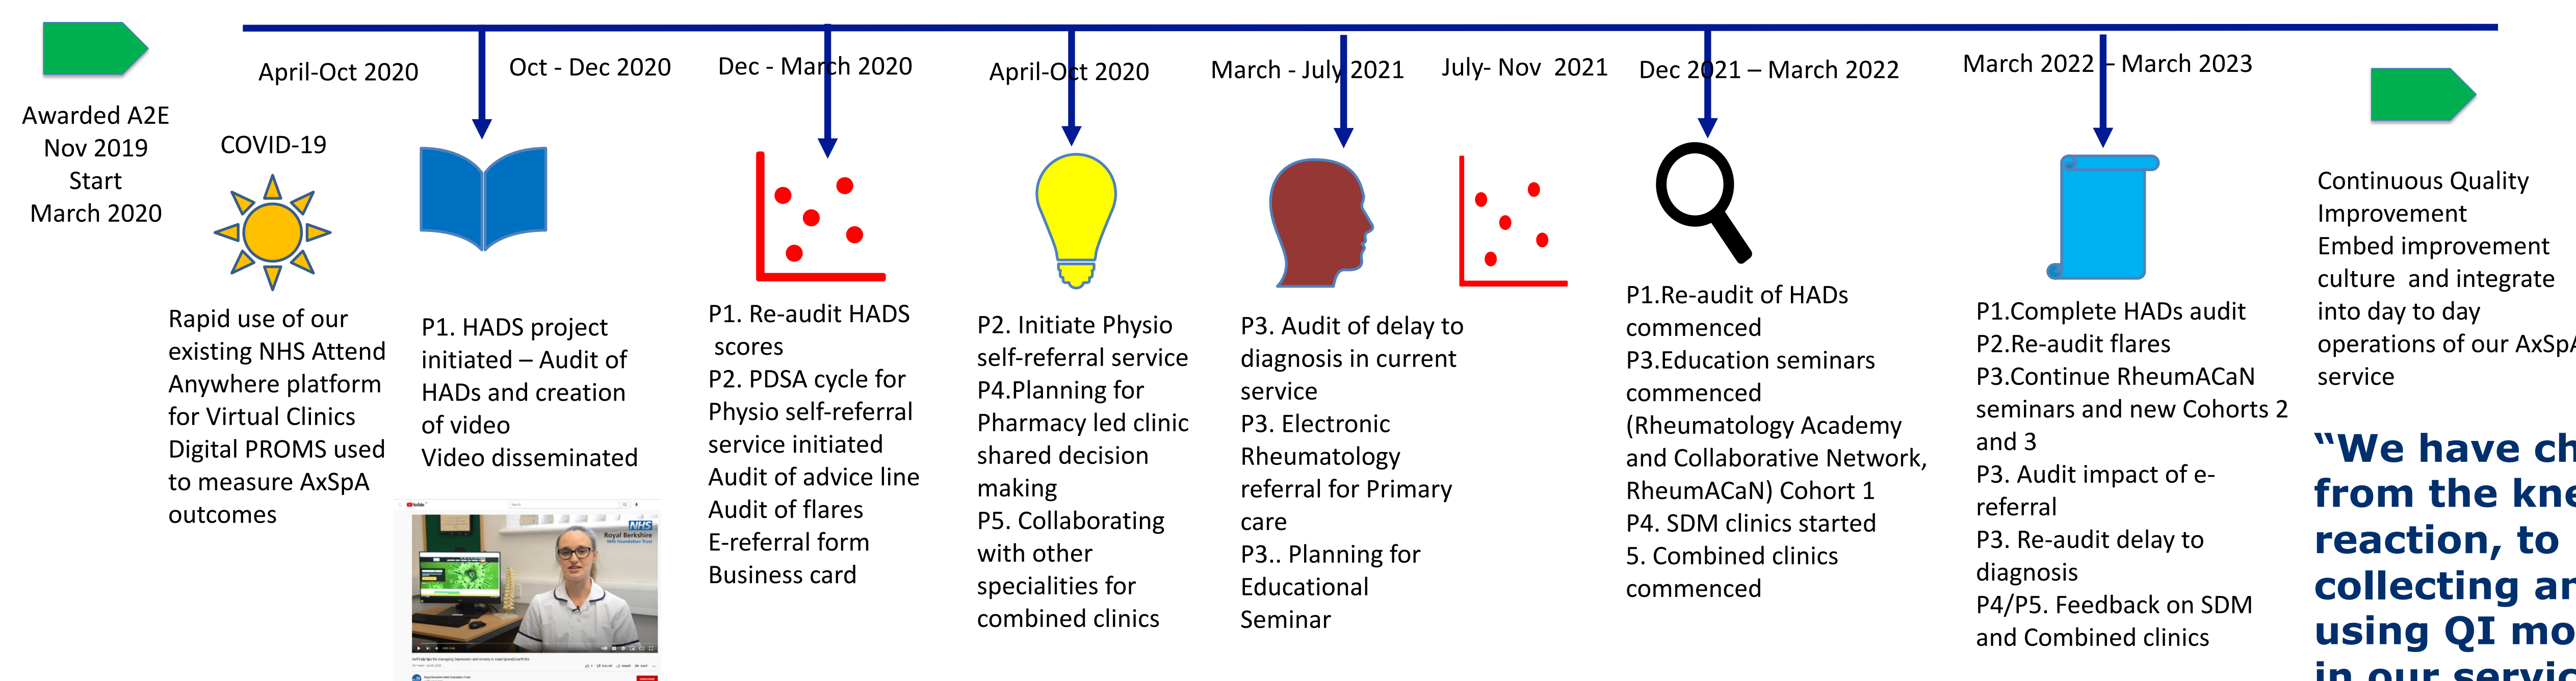 April-Oct 2020
Oct - Dec 2020
Dec - March 2020
April-Oct 2020
March - July 2021
July- Nov 2021
Dec 2021 – March 2022
March 2022 – March 2023
Awarded A2E
Nov 2019
Start
March 2020
COVID-19
Rapid use of our
existing NHS Attend
Anywhere platform
for Virtual Clinics
Digital PROMS used
to measure AxSpA
outcomes
P1. HADS project
initiated – Audit of
HADs and creation
of video
Video disseminated
NHS
Royal Berkshire
NHS Foundation Trust
P1. Re-audit HADS
scores
P2. PDSA cycle for
Physio self-referral
service initiated
Audit of advice line
Audit of flares
E-referral form
Business card
P2. Initiate Physio
self-referral service
P4.Planning for
Pharmacy led clinic
shared decision
making
P5. Collaborating
with other
specialities for
combined clinics
P3. Audit of delay to
diagnosis in current
service
P3. Electronic
Rheumatology
referral for Primary
care
P3.. Planning for
Educational
Seminar
P1.Re-audit of HADs
commenced
P3.Education seminars
commenced
(Rheumatology Academy
and Collaborative Network,
RheumACaN) Cohort 1
P4. SDM clinics started
5. Combined clinics
commenced
P1.Complete HADs audit
P2.Re-audit flares
P3.Continue RheumACaN
seminars and new Cohorts 2
and 3
P3. Audit impact of e-
referral
P3. Re-audit delay to
diagnosis
P4/P5. Feedback on SDM
and Combined clinics
Continuous Quality
Improvement
Embed improvement
culture and integrate
into day to day
operations of our AxSpA
service
“We have ch
from the kne
reaction, to
collecting an
using QI mo
in our servic